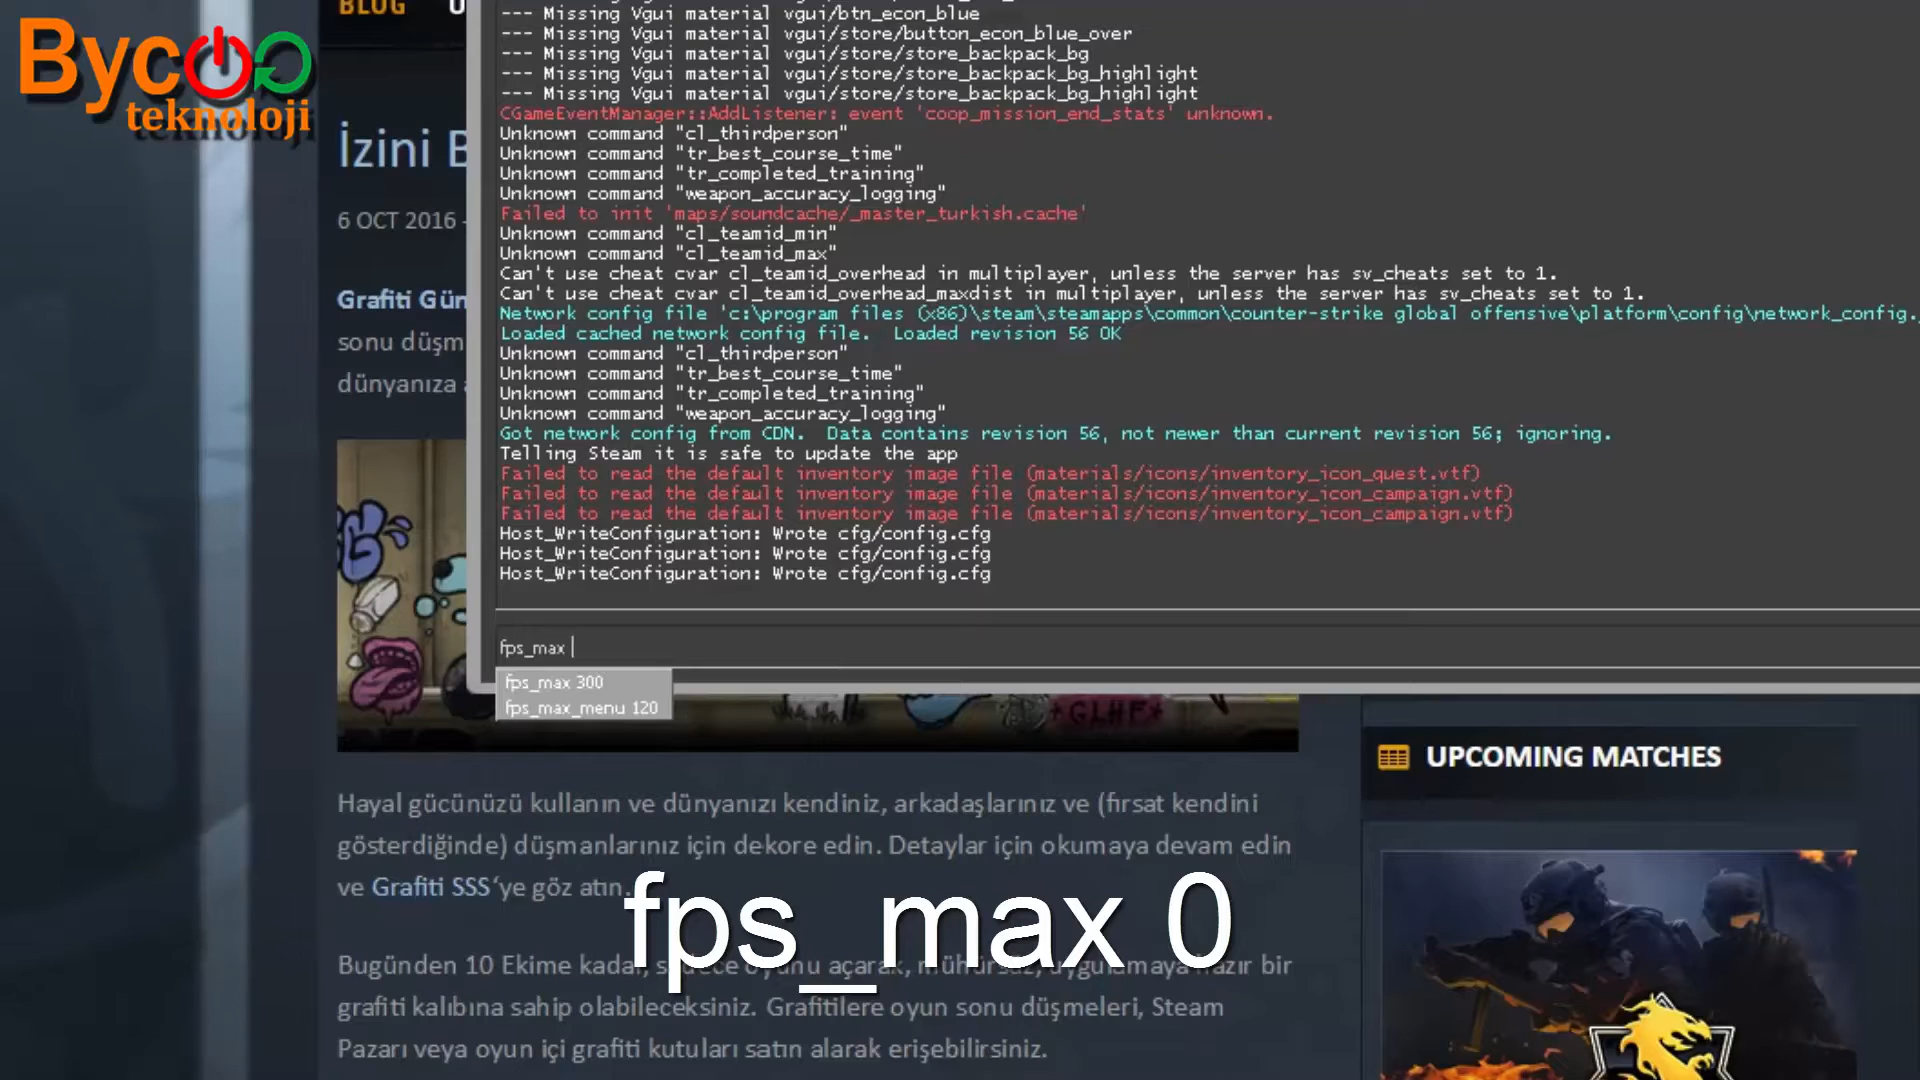 BLOG
Bycoo
teknoloji
İzini B
6 OCT 2016 -
Grafiti Gün
sonu düşm
dünyanıza a
--- Missing Vgui material vgui/btn_econ_blue
--- Missing Vgui material vgui/store/button_econ_blue_over
--- Missing Vgui material vgui/store/store_backpack_bg
--- Missing Vgui material vgui/store/store_backpack_bg_highlight
--- Missing Vgui material vgui/store/store_backpack_bg_highlight
CGameEventManager::AddListener: event 'coop_mission_end_stats' unknown.
Unknown command "cl_thirdperson"
Unknown command "tr_best_course_time"
Unknown command "tr_completed_training"
Unknown command "weapon_accuracy_logging"
Failed to init 'maps/soundcache/_master_turkish.cache'
Unknown command "cl_teamid_min"
Unknown command "cl_teamid_max"
Can't use cheat cvar cl_teamid_overhead in multiplayer, unless the server has sv_cheats set to 1.
Can't use cheat cvar cl_teamid_overhead_maxdist in multiplayer, unless the server has sv_cheats set to 1.
Network config file 'c:\program files (x86)\steam\steamapps\common\counter-strike global offensive\platform\config\network_config.
Loaded cached network config file.  Loaded revision 56 OK
Unknown command "cl_thirdperson"
Unknown command "tr_best_course_time"
Unknown command "tr_completed_training"
Unknown command "weapon_accuracy_logging"
Got network config from CDN.  Data contains revision 56, not newer than current revision 56; ignoring.
Telling Steam it is safe to update the app
Failed to read the default inventory image file (materials/icons/inventory_icon_quest.vtf)
Failed to read the default inventory image file (materials/icons/inventory_icon_campaign.vtf)
Failed to read the default inventory image file (materials/icons/inventory_icon_campaign.vtf)
Host_WriteConfiguration: Wrote cfg/config.cfg
Host_WriteConfiguration: Wrote cfg/config.cfg
Host_WriteConfiguration: Wrote cfg/config.cfg
fps_max
fps_max 300
fps_max_menu 120
GLHF
UPCOMING MATCHES
Hayal gücünüzü kullanın ve dünyanızı kendiniz, arkadaşlarınız ve (fırsat kendini
gösterdiğinde) düşmanlarınız için dekore edin. Detaylar için okumaya devam edin
ve Grafiti SSS'ye göz atın.
fps_max 0
Bugünden 10 Ekime kadar, sadece oyunu açarak, mühürsüz, uygulamaya hazır bir
grafiti kalıbına sahip olabileceksiniz. Grafitilere oyun sonu düşmeleri, Steam
Pazarı veya oyun içi grafiti kutuları satın alarak erişebilirsiniz.